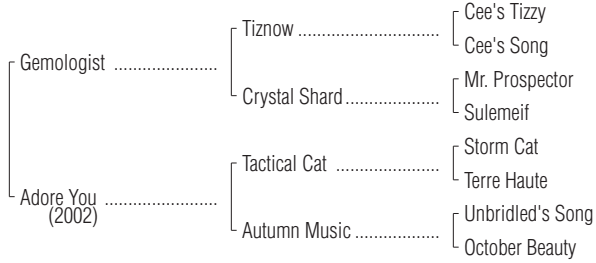 Cee's Tizzy
Tiznow ........................
Cee's Song
Gemologist ..................
Mr. Prospector
Crystal Shard ................
Sulemeif
Storm Cat
Tactical Cat .................
Terre Haute
Adore You ....................
(2002)
Unbridled's Song
Autumn Music ..............
October Beauty